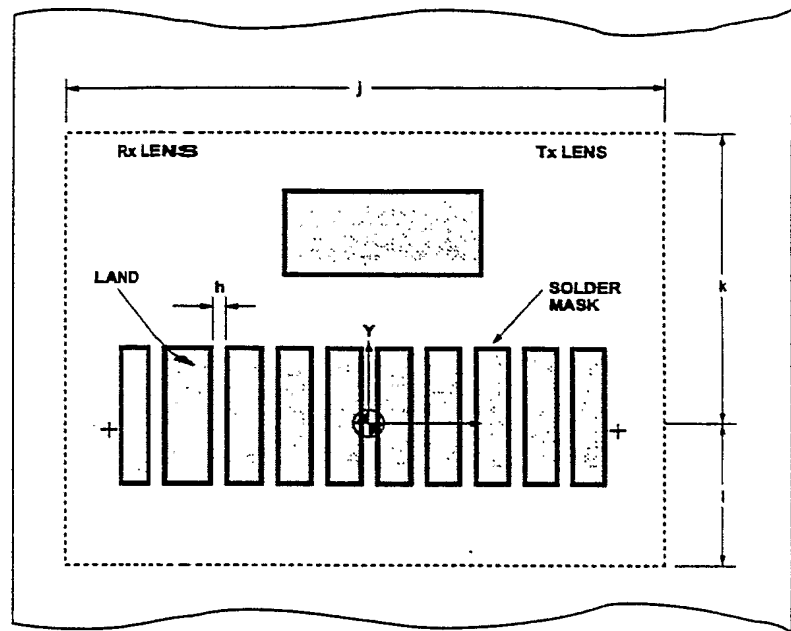 j
Rx LENS
Tx LENS
k
LAND
h
SOLDER
MASK
Y
l